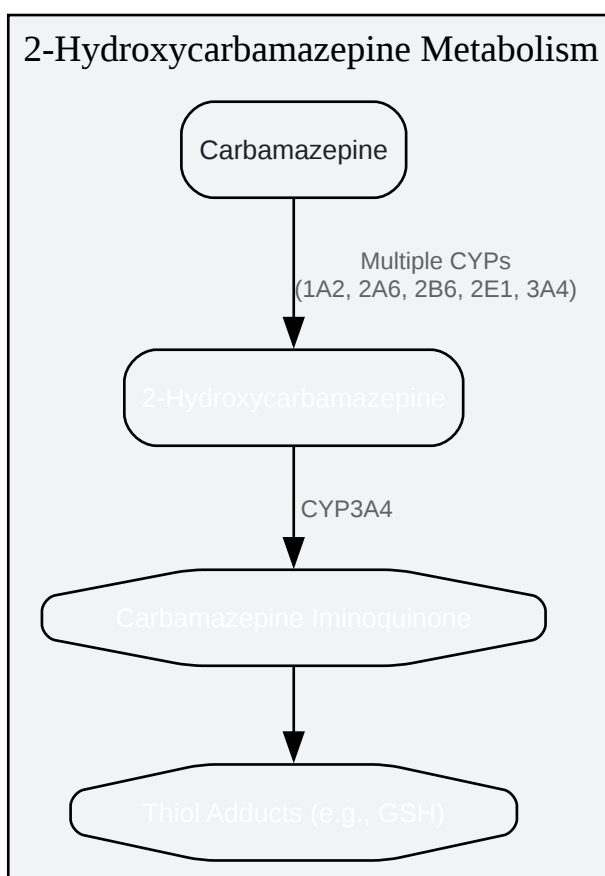 2-Hydroxycarbamazepine Metabolism
Carbamazepine
Multiple CYPs
(1A2, 2A6, 2B6, 2E1, 3A4)
2-Hydroxycarbamazepine
CYP3A4
Carbamazepine Iminoquinone
Thiol Adducts (e.g., GSH)